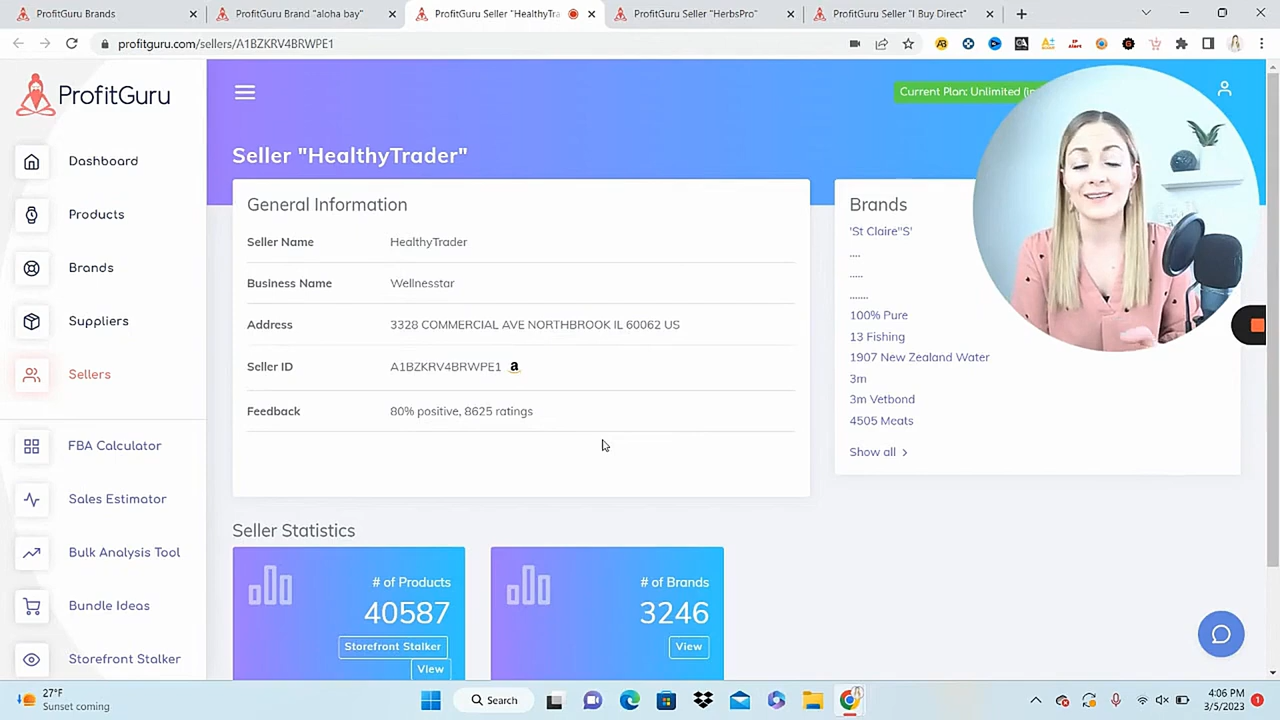 ProfitGuru Brands
ProfitGuru Brand "aloha bay"
ProfitGuru Seller "HealthyTra
ProfitGuru Seller "HerbsPro"
ProfitGuru Seller "I Buy Direct"
profitguru.com/sellers/A1BZKRV4BRWPE1
ProfitGuru
Current Plan: Unlimited (in
Dashboard
Products
Brands
Suppliers
Sellers
FBA Calculator
Sales Estimator
Bulk Analysis Tool
Bundle Ideas
Storefront Stalker
Seller "HealthyTrader"
General Information
Seller Name HealthyTrader
Business Name Wellnesstar
Address 3328 COMMERCIAL AVE NORTHBROOK IL 60062 US
Seller ID A1BZKRV4BRWPE1 a
Feedback 80% positive, 8625 ratings
Brands
'St Claire''S'
....
.....
.......
100% Pure
13 Fishing
1907 New Zealand Water
3m
3m Vetbond
4505 Meats
Show all
Seller Statistics
# of Products
40587
Storefront Stalker
View
# of Brands
3246
View
27°F
Sunset coming
Search
4:06 PM
3/5/2023
1